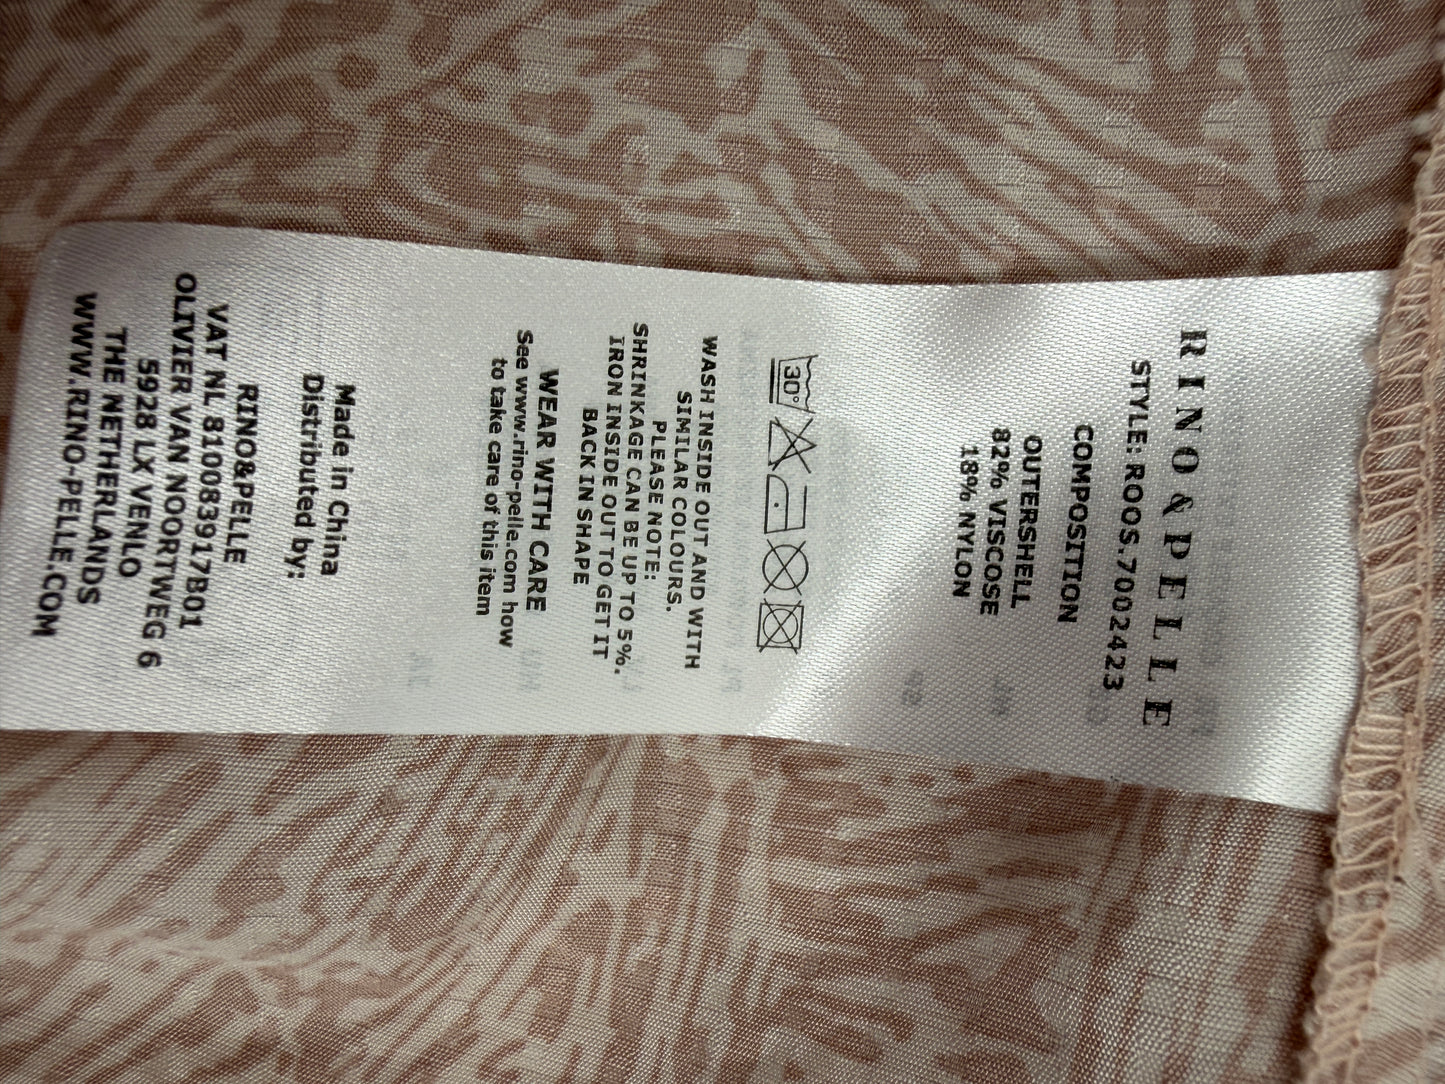 RINO&PELLE
STYLE: ROOS.7002423
COMPOSITION
OUTERSHELL
82% VISCOSE
18% NYLON
30°
WASH INSIDE OUT AND WITH
SIMILAR COLOURS.
PLEASE NOTE:
SHRINKAGE CAN BE UP TO 5%.
IRON INSIDE OUT TO GET IT
BACK IN SHAPE
WEAR WITH CARE
See www.rino-pelle.com how
to take care of this item
Made in China
Distributed by:
RINO&PELLE
VAT NL 810083917B01
OLIVIER VAN NOORTWEG 6
5928 LX VENLO
THE NETHERLANDS
WWW.RINO-PELLE.COM